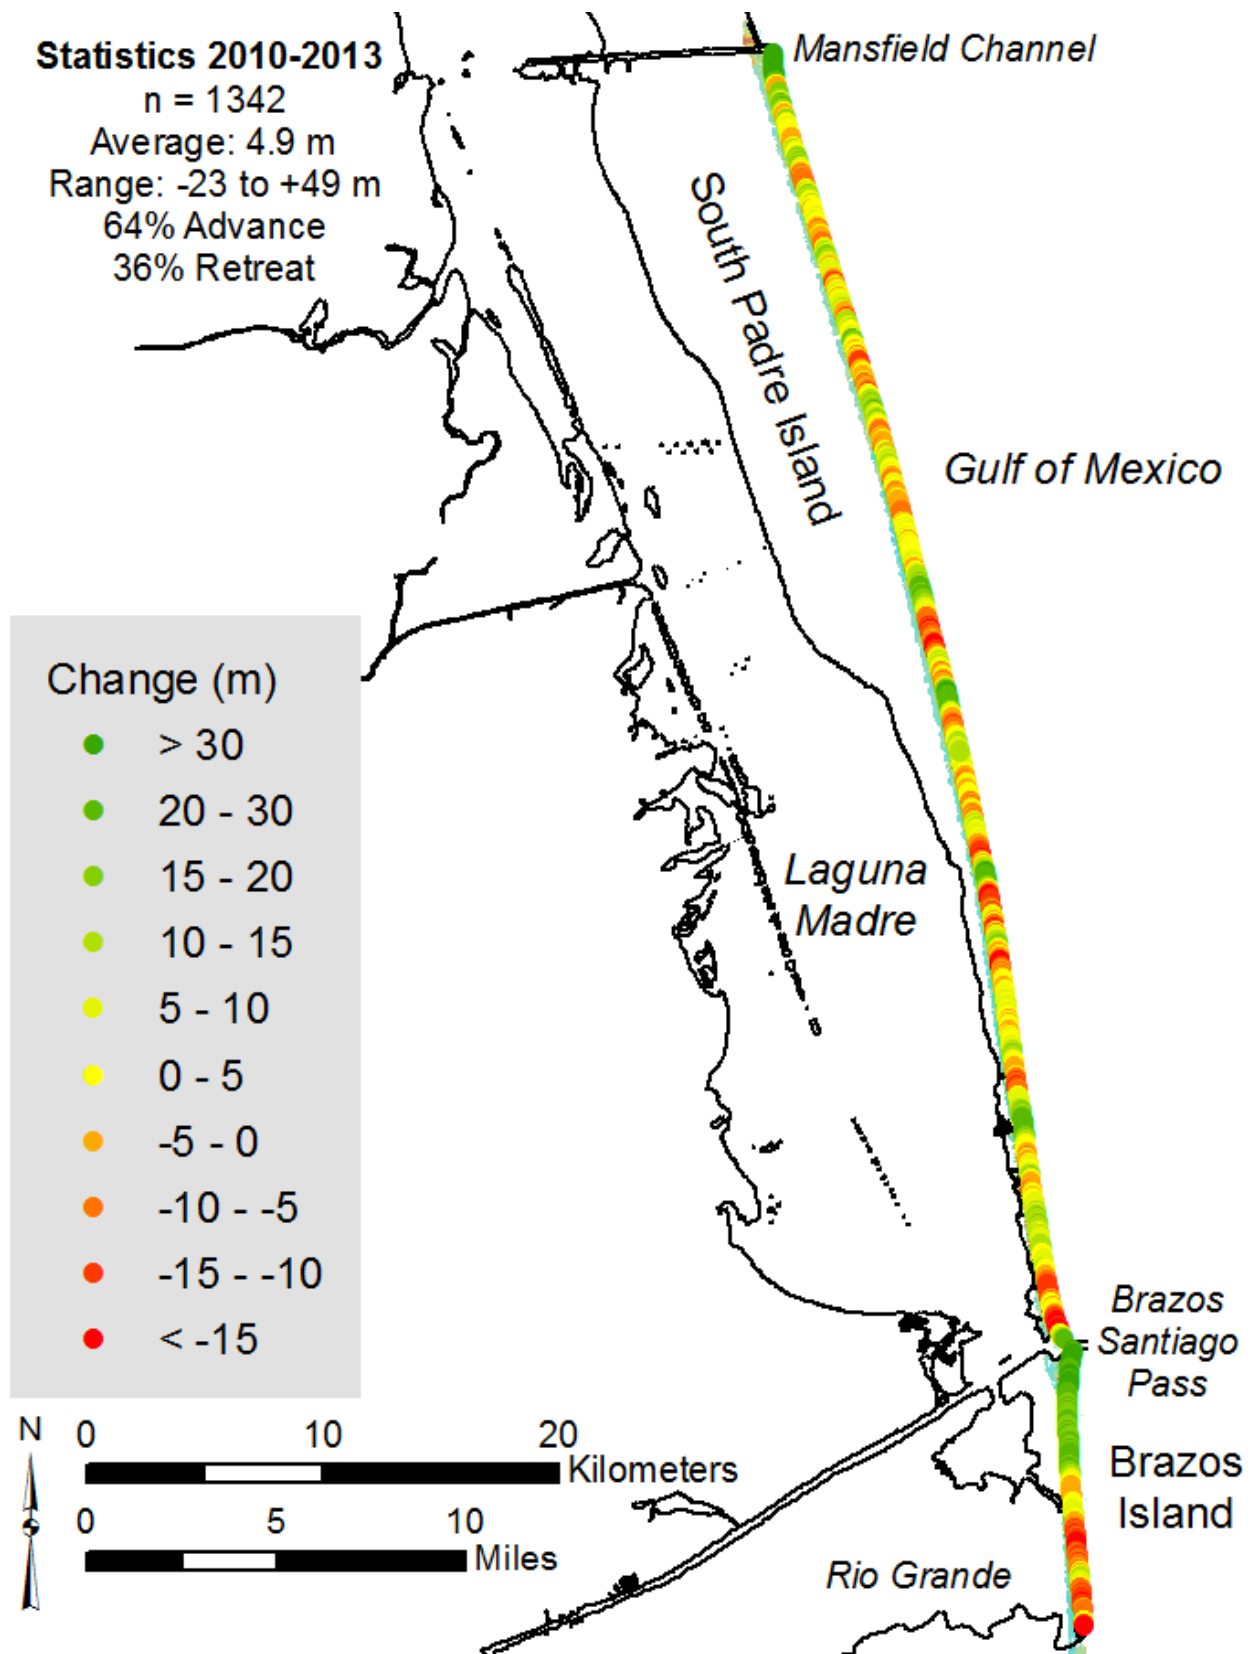 Statistics 2010-2013
n = 1342
Average: 4.9 m
Range: -23 to +49 m
64% Advance
36% Retreat
Mansfield Channel
South Padre Island
Gulf of Mexico
Change (m)
> 30
20 - 30
15 - 20
10 - 15
5 - 10
0 - 5
-5 - 0
-10 - -5
-15 - -10
< -15
Laguna
Madre
Brazos
Santiago
Pass
Brazos
Island
Rio Grande
N
0 10 20
Kilometers
0 5 10
Miles